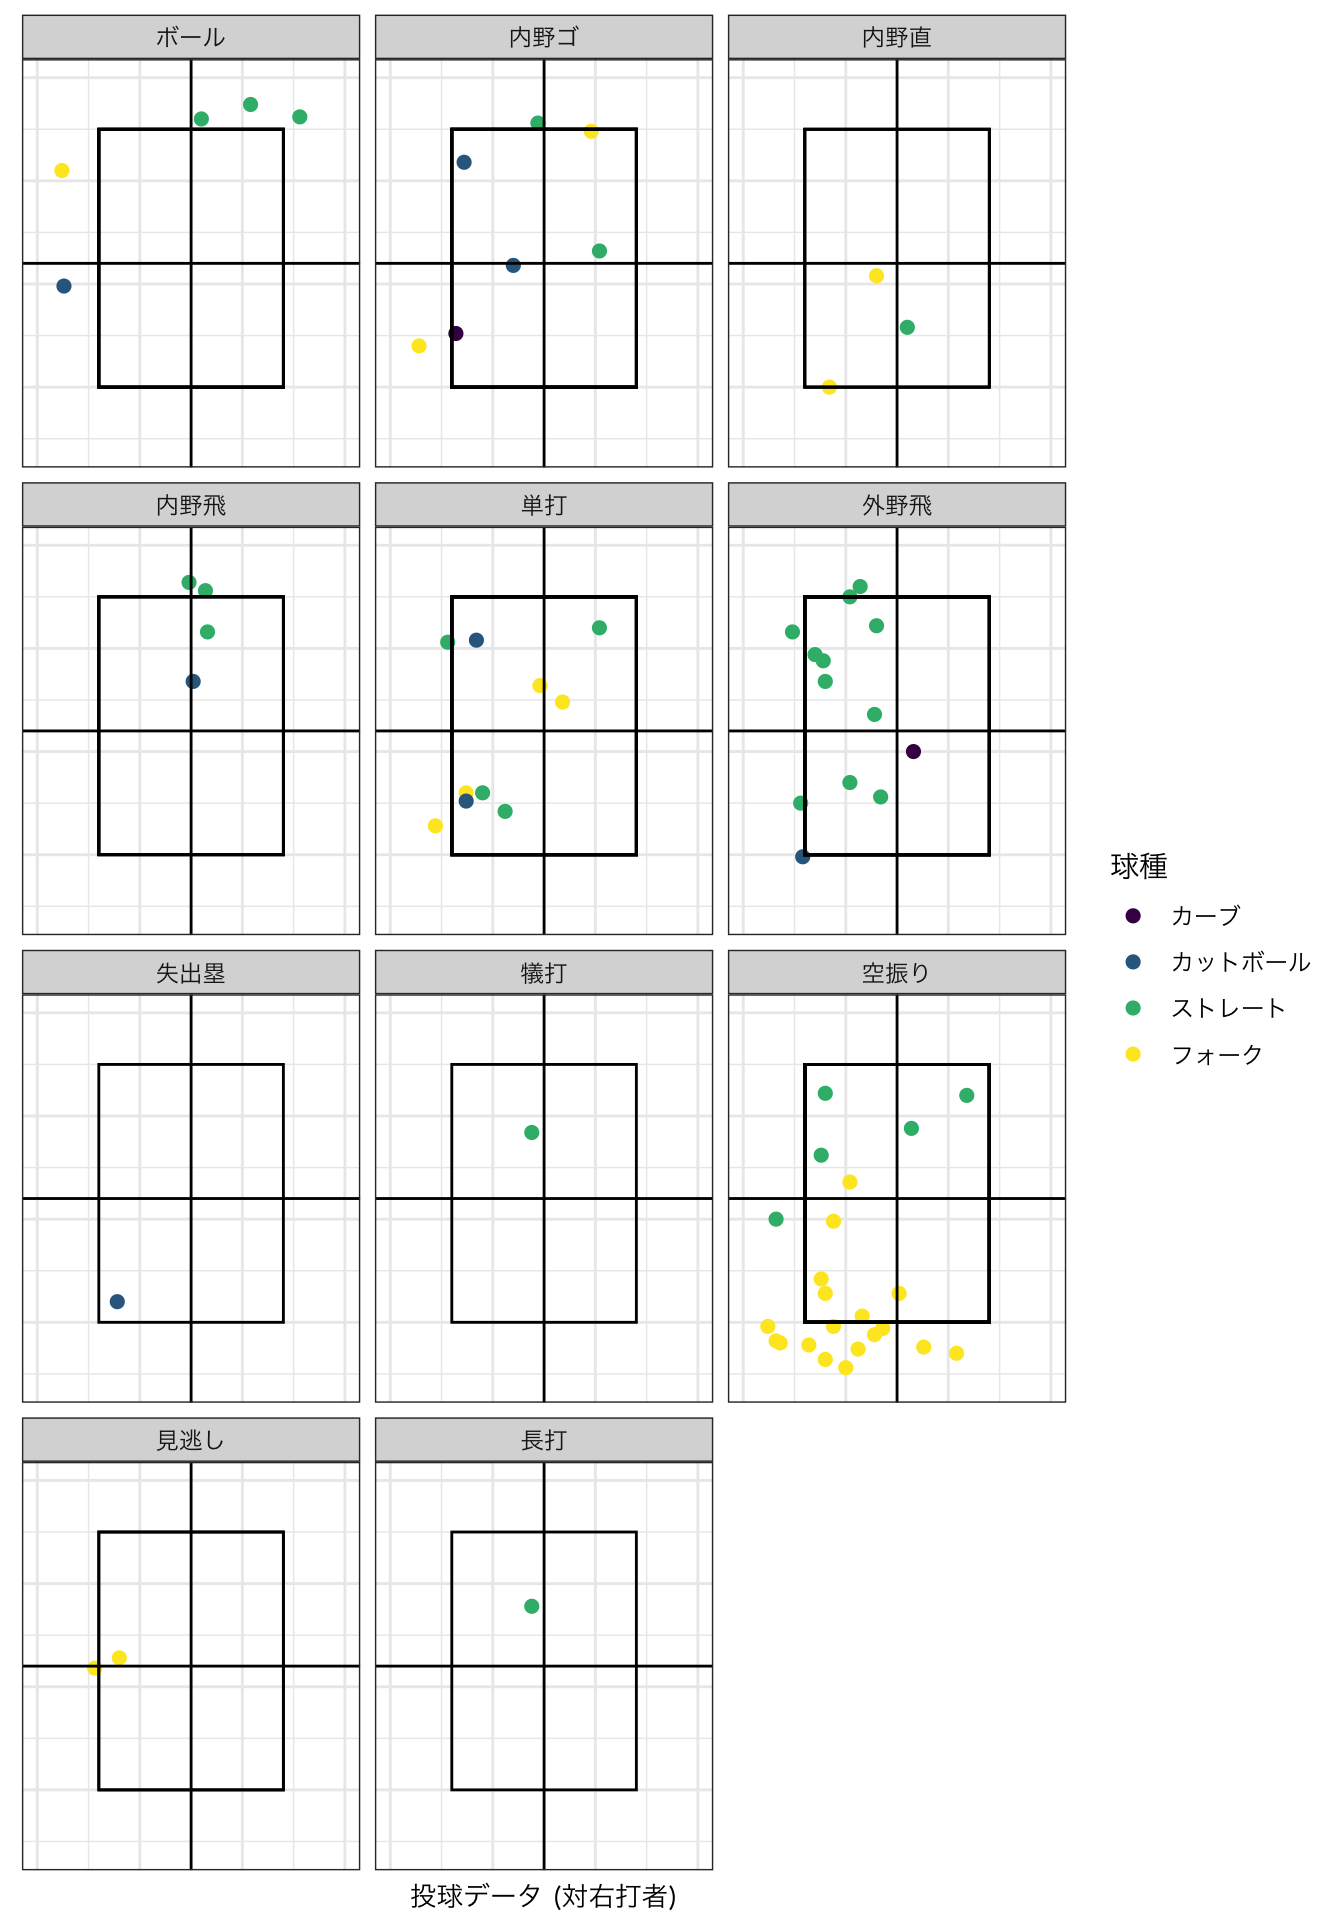 ボール
内野ゴ
内野直
内野飛
単打
外野飛
失出塁
犠打
空振り
見逃し
長打
球種
カーブ
カットボール
ストレート
フォーク
投球データ (対右打者)